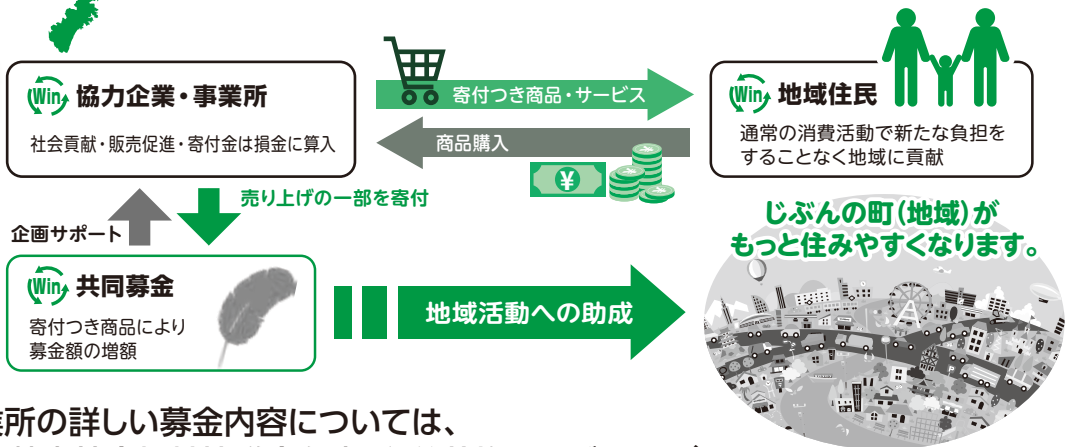 Win 協力企業・事業所
社会貢献・販売促進・寄付金は損金に算入
寄付つき商品・サービス
商品購入
¥
Win 地域住民
通常の消費活動で新たな負担を
することなく地域に貢献
企画サポート
売り上げの一部を寄付
Win 共同募金
寄付つき商品により
募金額の増額
地域活動への助成
じぶんの町(地域)が
もっと住みやすくなります。
業所の詳しい募金内容については、